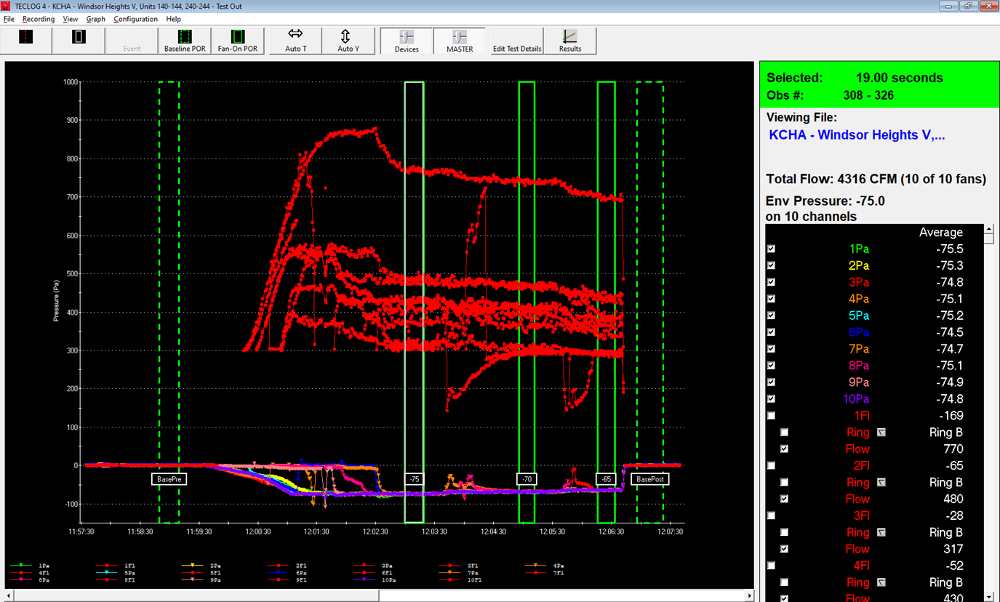 TECLOG 4 - KCHA - Windsor Heights V, Units 140-144, 240-244 - Test Out
File Recording View Graph Configuration Help
Event Baseline POR Fan-On POR Auto T Auto Y Devices MASTER Edit Test Details Results
Selected: 19.00 seconds
Obs #: 308 - 326
Viewing File:
KCHA - Windsor Heights V,...
Total Flow: 4316 CFM (10 of 10 fans)
Env Pressure: -75.0
on 10 channels
Average
1Pa -75.5
2Pa -75.3
3Pa -74.8
4Pa -75.1
5Pa -75.2
6Pa -74.5
7Pa -74.7
8Pa -75.1
9Pa -74.9
10Pa -74.8
1Fl -169
Ring Ring B
Flow 770
2Fl -65
Ring Ring B
Flow 480
3Fl -28
Ring Ring B
Flow 317
4Fl -52
Ring Ring B
Flow 430
Pressure (Pa)
1000
900
800
700
600
500
400
300
200
100
0
-100
BasePre -75 -70 -65 BasePost
11:57:30 11:58:30 11:59:30 12:00:30 12:01:30 12:02:30 12:03:30 12:04:30 12:05:30 12:06:30 12:07:30
1Pa 1Fl 2Pa 2Fl 3Pa 3Fl 4Pa
4Fl 5Pa 5Fl 6Pa 6Fl 7Pa 7Fl
8Pa 8Fl 9Pa 9Fl 10Pa 10Fl